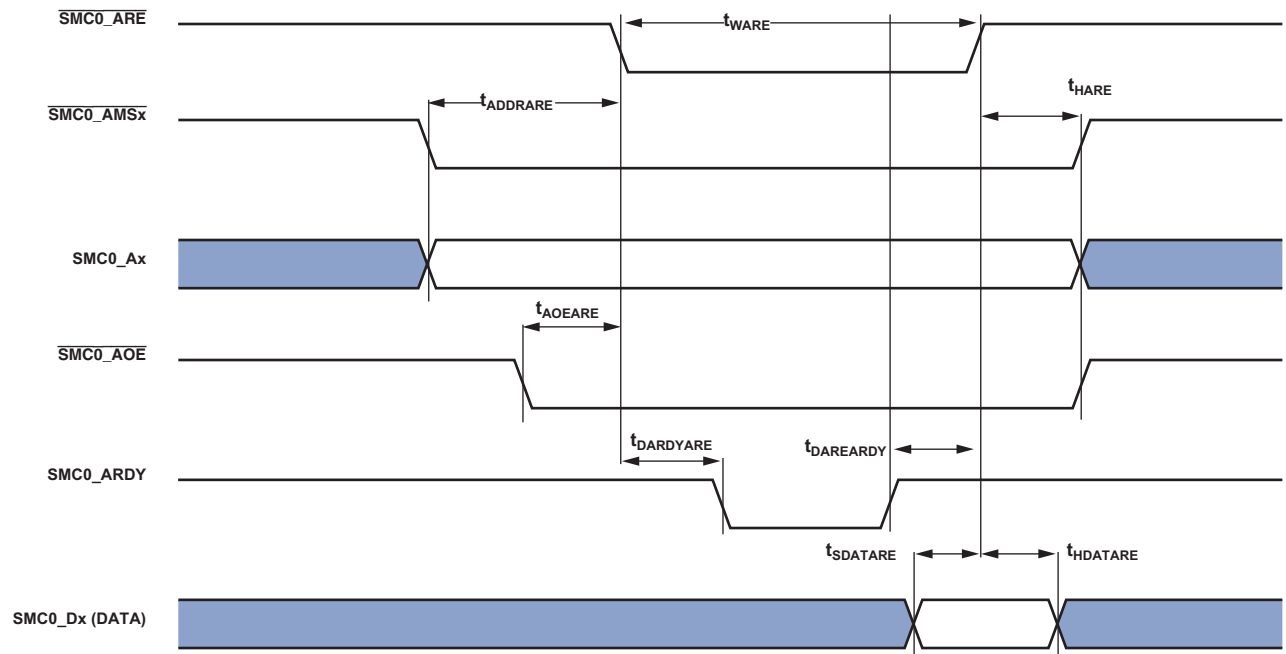 SMC0_ARE
tWARE
tHARE
tADDRARE
SMC0_AMSx
SMC0_Ax
tAOEARE
SMC0_AOE
tDARDYARE
tDAREARDY
SMC0_ARDY
tSDATARE
tHDATARE
SMC0_Dx (DATA)